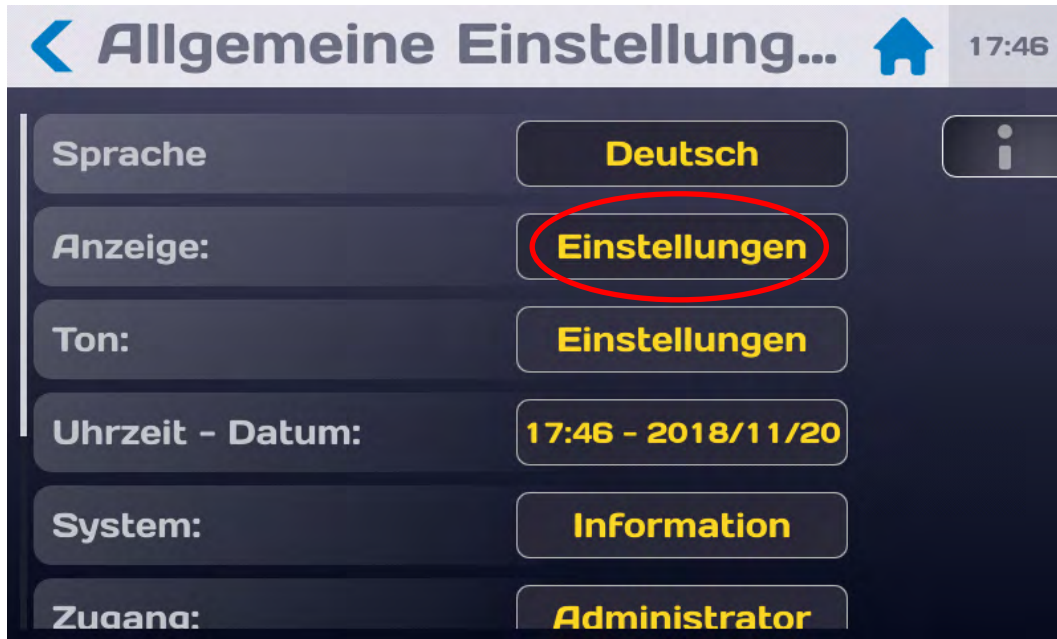 Allgemeine Einstellung... 17:46
Sprache Deutsch
Anzeige: Einstellungen
Ton: Einstellungen
Uhrzeit - Datum: 17:46 - 2018/11/20
System: Information
Zugang: Administrator